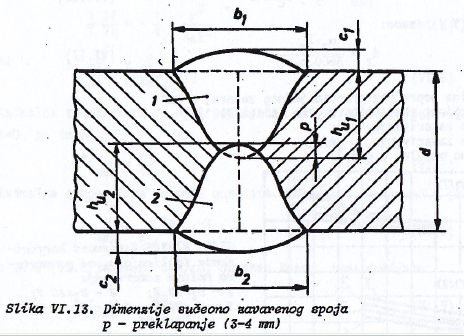 b₁
c₁
1
p
hᵤ₁
d
hᵤ₂
2
c₂
b₂
Slika VI.13. Dimenzije sučeono zavarenog spoja
p - preklapanje (3-4 mm)